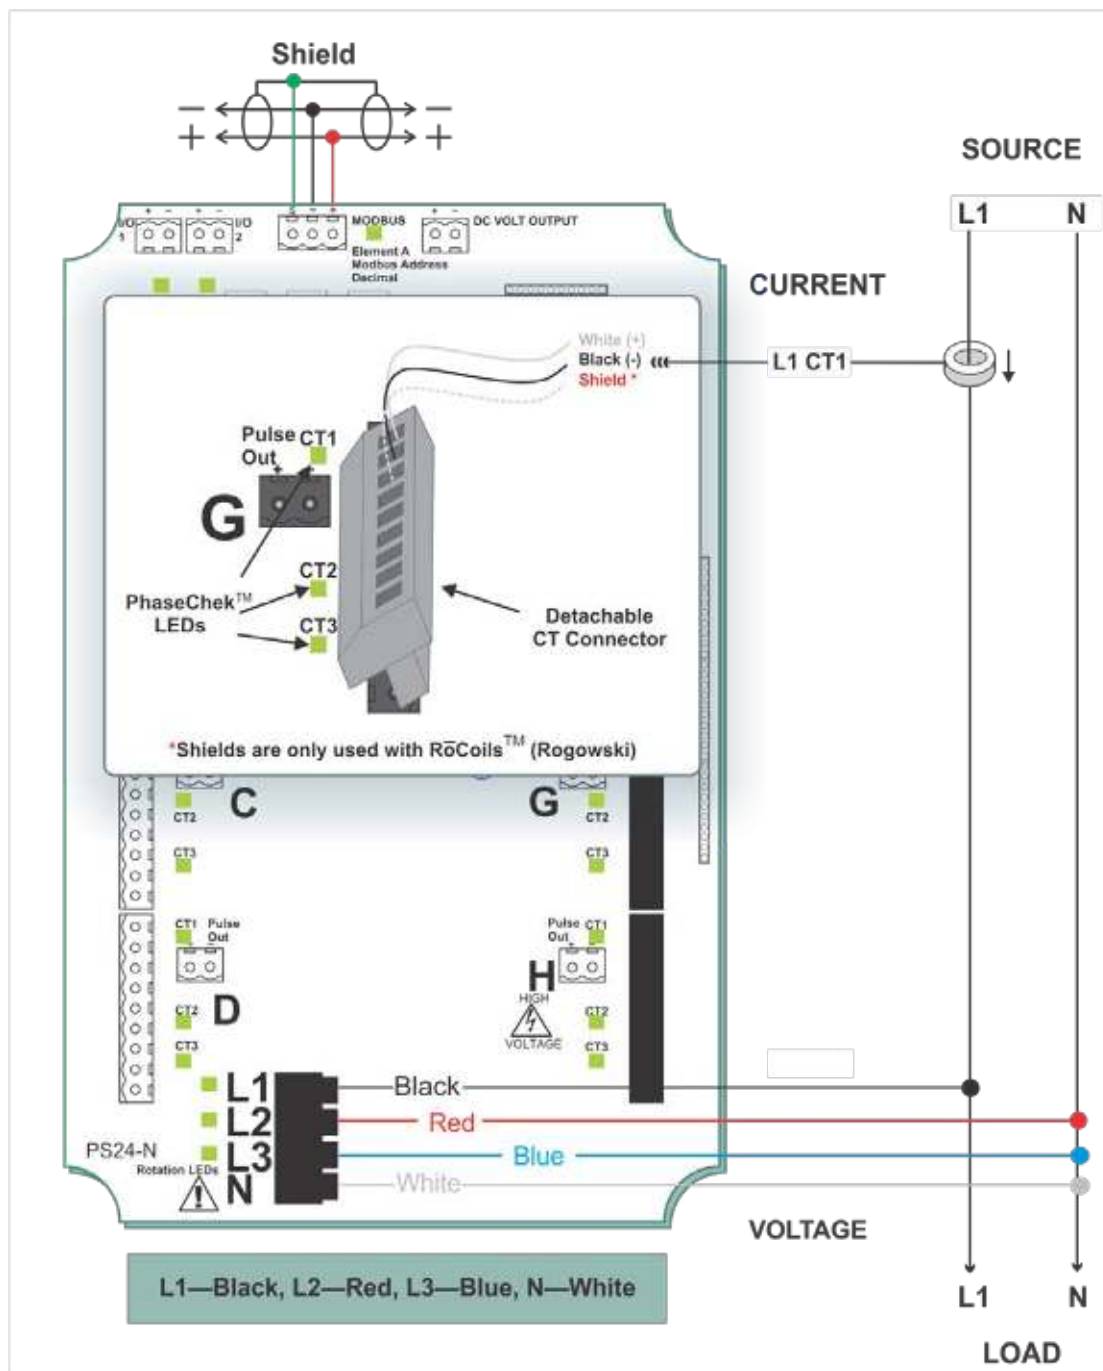 Shield
− −
+ +
SOURCE
L1 N
+ − + − − + + −
I/O 1
I/O 2
MODBUS
DC VOLT OUTPUT
Element A
Modbus Address
Decimal
CURRENT
White (+)
Black (-)
Shield *
L1 CT1
Pulse Out
CT1
+
G
CT2
PhaseChek™
LEDs
CT3
Detachable
CT Connector
*Shields are only used with RōCoils™ (Rogowski)
C
CT2
CT3
G
CT2
CT3
CT1 Pulse Out
D
CT2
CT3
Pulse Out CT1
H
HIGH
VOLTAGE
CT2
CT3
L1 Black
L2 Red
L3 Blue
N White
PS24-N
Rotation LEDs
!
VOLTAGE
L1—Black, L2—Red, L3—Blue, N—White
L1 N
LOAD